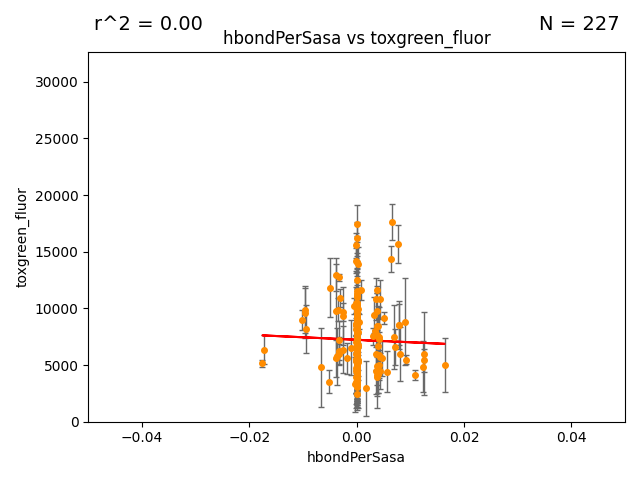 r^2 = 0.00
N = 227
hbondPerSasa vs toxgreen_fluor
30000
25000
20000
15000
10000
5000
0
toxgreen_fluor
−0.04
−0.02
0.00
0.02
0.04
hbondPerSasa